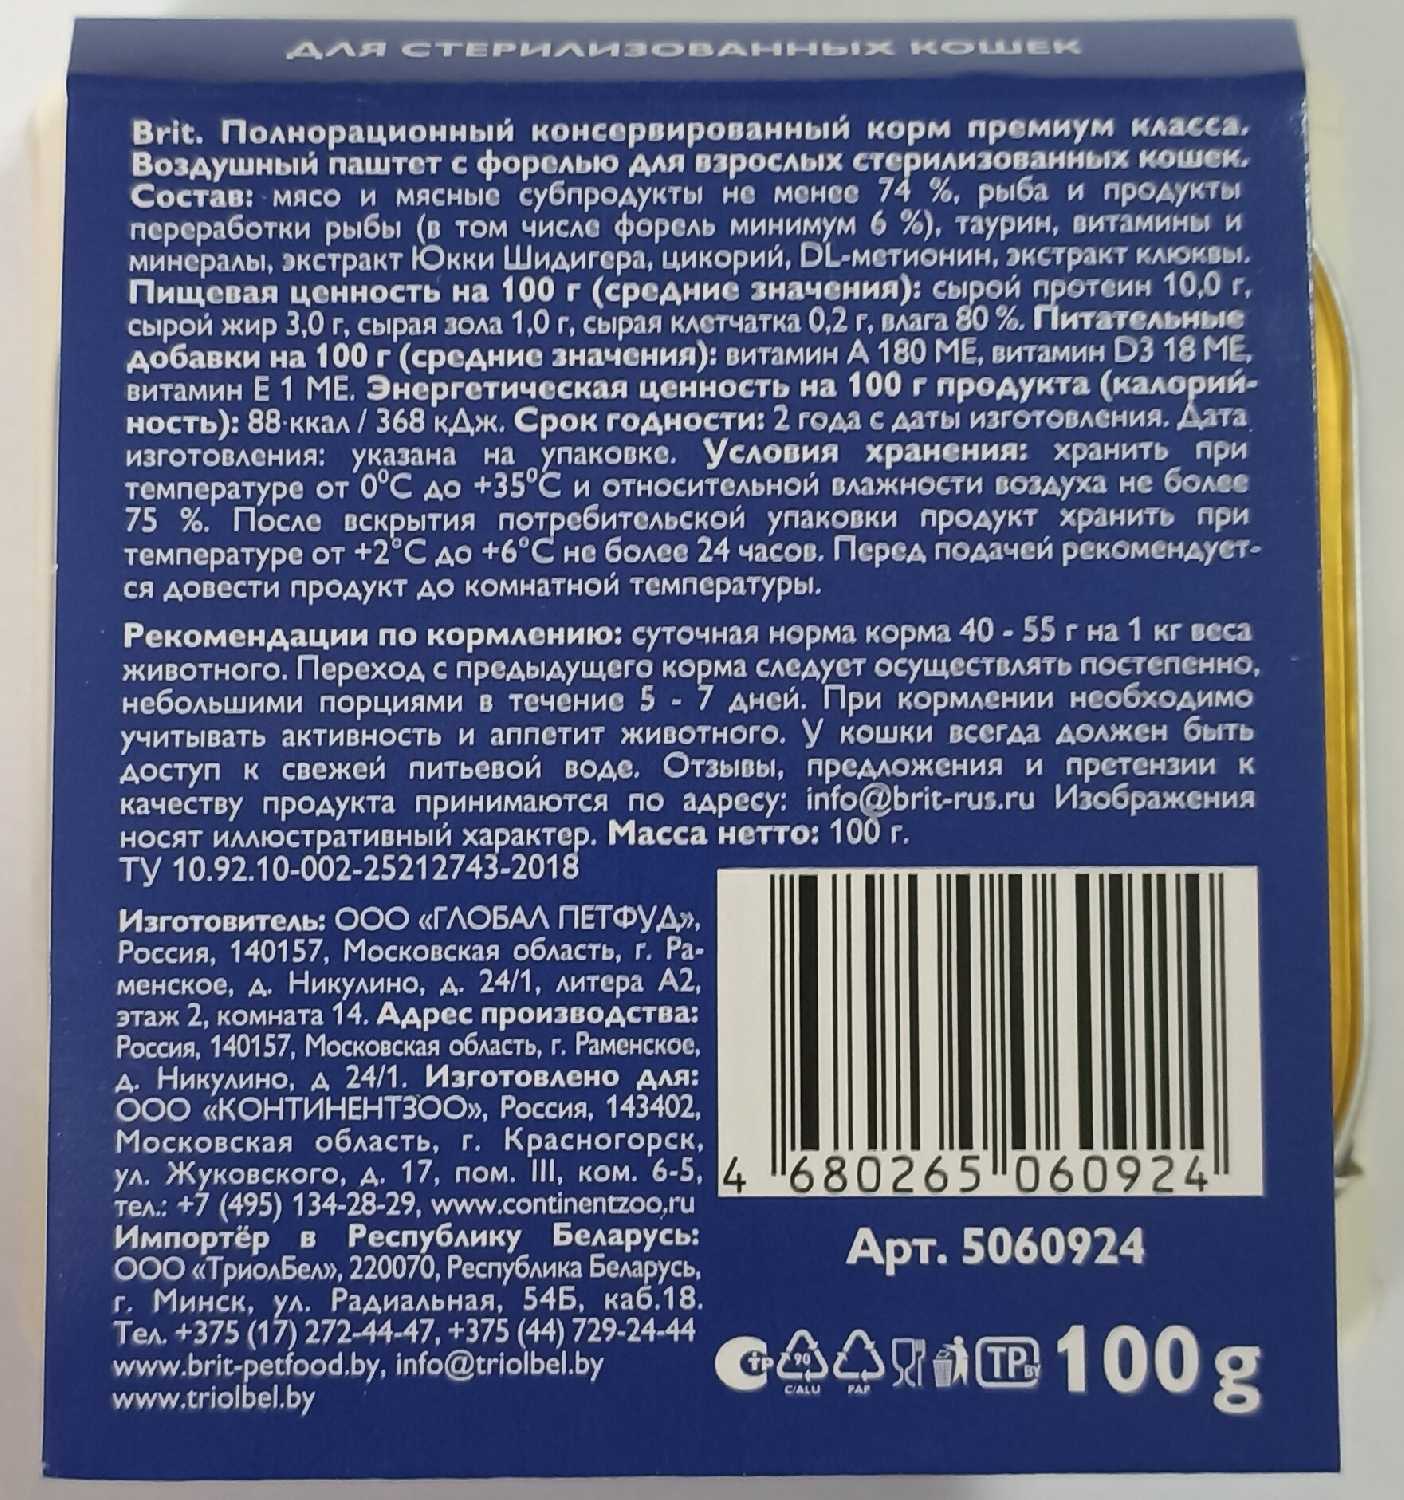 ДЛЯ СТЕРИЛИЗОВАННЫХ КОШЕК
Brit. Полнорационный консервированный корм премиум класса.
Воздушный паштет с форелью для взрослых стерилизованных кошек.
Состав: мясо и мясные субпродукты не менее 74 %, рыба и продукты
переработки рыбы (в том числе форель минимум 6 %), таурин, витамины и
минералы, экстракт Юкки Шидигера, цикорий, DL-метионин, экстракт клюквы.
Пищевая ценность на 100 г (средние значения): сырой протеин 10,0 г,
сырой жир 3,0 г, сырая зола 1,0 г, сырая клетчатка 0,2 г, влага 80 %. Питательные
добавки на 100 г (средние значения): витамин А 180 МЕ, витамин D3 18 МЕ,
витамин Е 1 МЕ. Энергетическая ценность на 100 г продукта (калорий-
ность): 88 ккал / 368 кДж. Срок годности: 2 года с даты изготовления. Дата
изготовления: указана на упаковке. Условия хранения: хранить при
температуре от 0°С до +35°С и относительной влажности воздуха не более
75 %. После вскрытия потребительской упаковки продукт хранить при
температуре от +2°С до +6°С не более 24 часов. Перед подачей рекомендует-
ся довести продукт до комнатной температуры.
Рекомендации по кормлению: суточная норма корма 40 - 55 г на 1 кг веса
животного. Переход с предыдущего корма следует осуществлять постепенно,
небольшими порциями в течение 5 - 7 дней. При кормлении необходимо
учитывать активность и аппетит животного. У кошки всегда должен быть
доступ к свежей питьевой воде. Отзывы, предложения и претензии к
качеству продукта принимаются по адресу: info@brit-rus.ru Изображения
носят иллюстративный характер. Масса нетто: 100 г.
ТУ 10.92.10-002-25212743-2018
Изготовитель: ООО «ГЛОБАЛ ПЕТФУД»,
Россия, 140157, Московская область, г. Ра-
менское, д. Никулино, д. 24/1, литера А2,
этаж 2, комната 14. Адрес производства:
Россия, 140157, Московская область, г. Раменское,
д. Никулино, д 24/1. Изготовлено для:
ООО «КОНТИНЕНТЗОО», Россия, 143402,
Московская область, г. Красногорск,
ул. Жуковского, д. 17, пом. III, ком. 6-5,
тел.: +7 (495) 134-28-29, www.continentzoo.ru
Импортёр в Республику Беларусь:
ООО «ТриолБел», 220070, Республика Беларусь,
г. Минск, ул. Радиальная, 54Б, каб.18.
Тел. +375 (17) 272-44-47, +375 (44) 729-24-44
www.brit-petfood.by, info@triolbel.by
www.triolbel.by
4 680265 060924
Арт. 5060924
90 C/ALU PAP TP BY 100 g